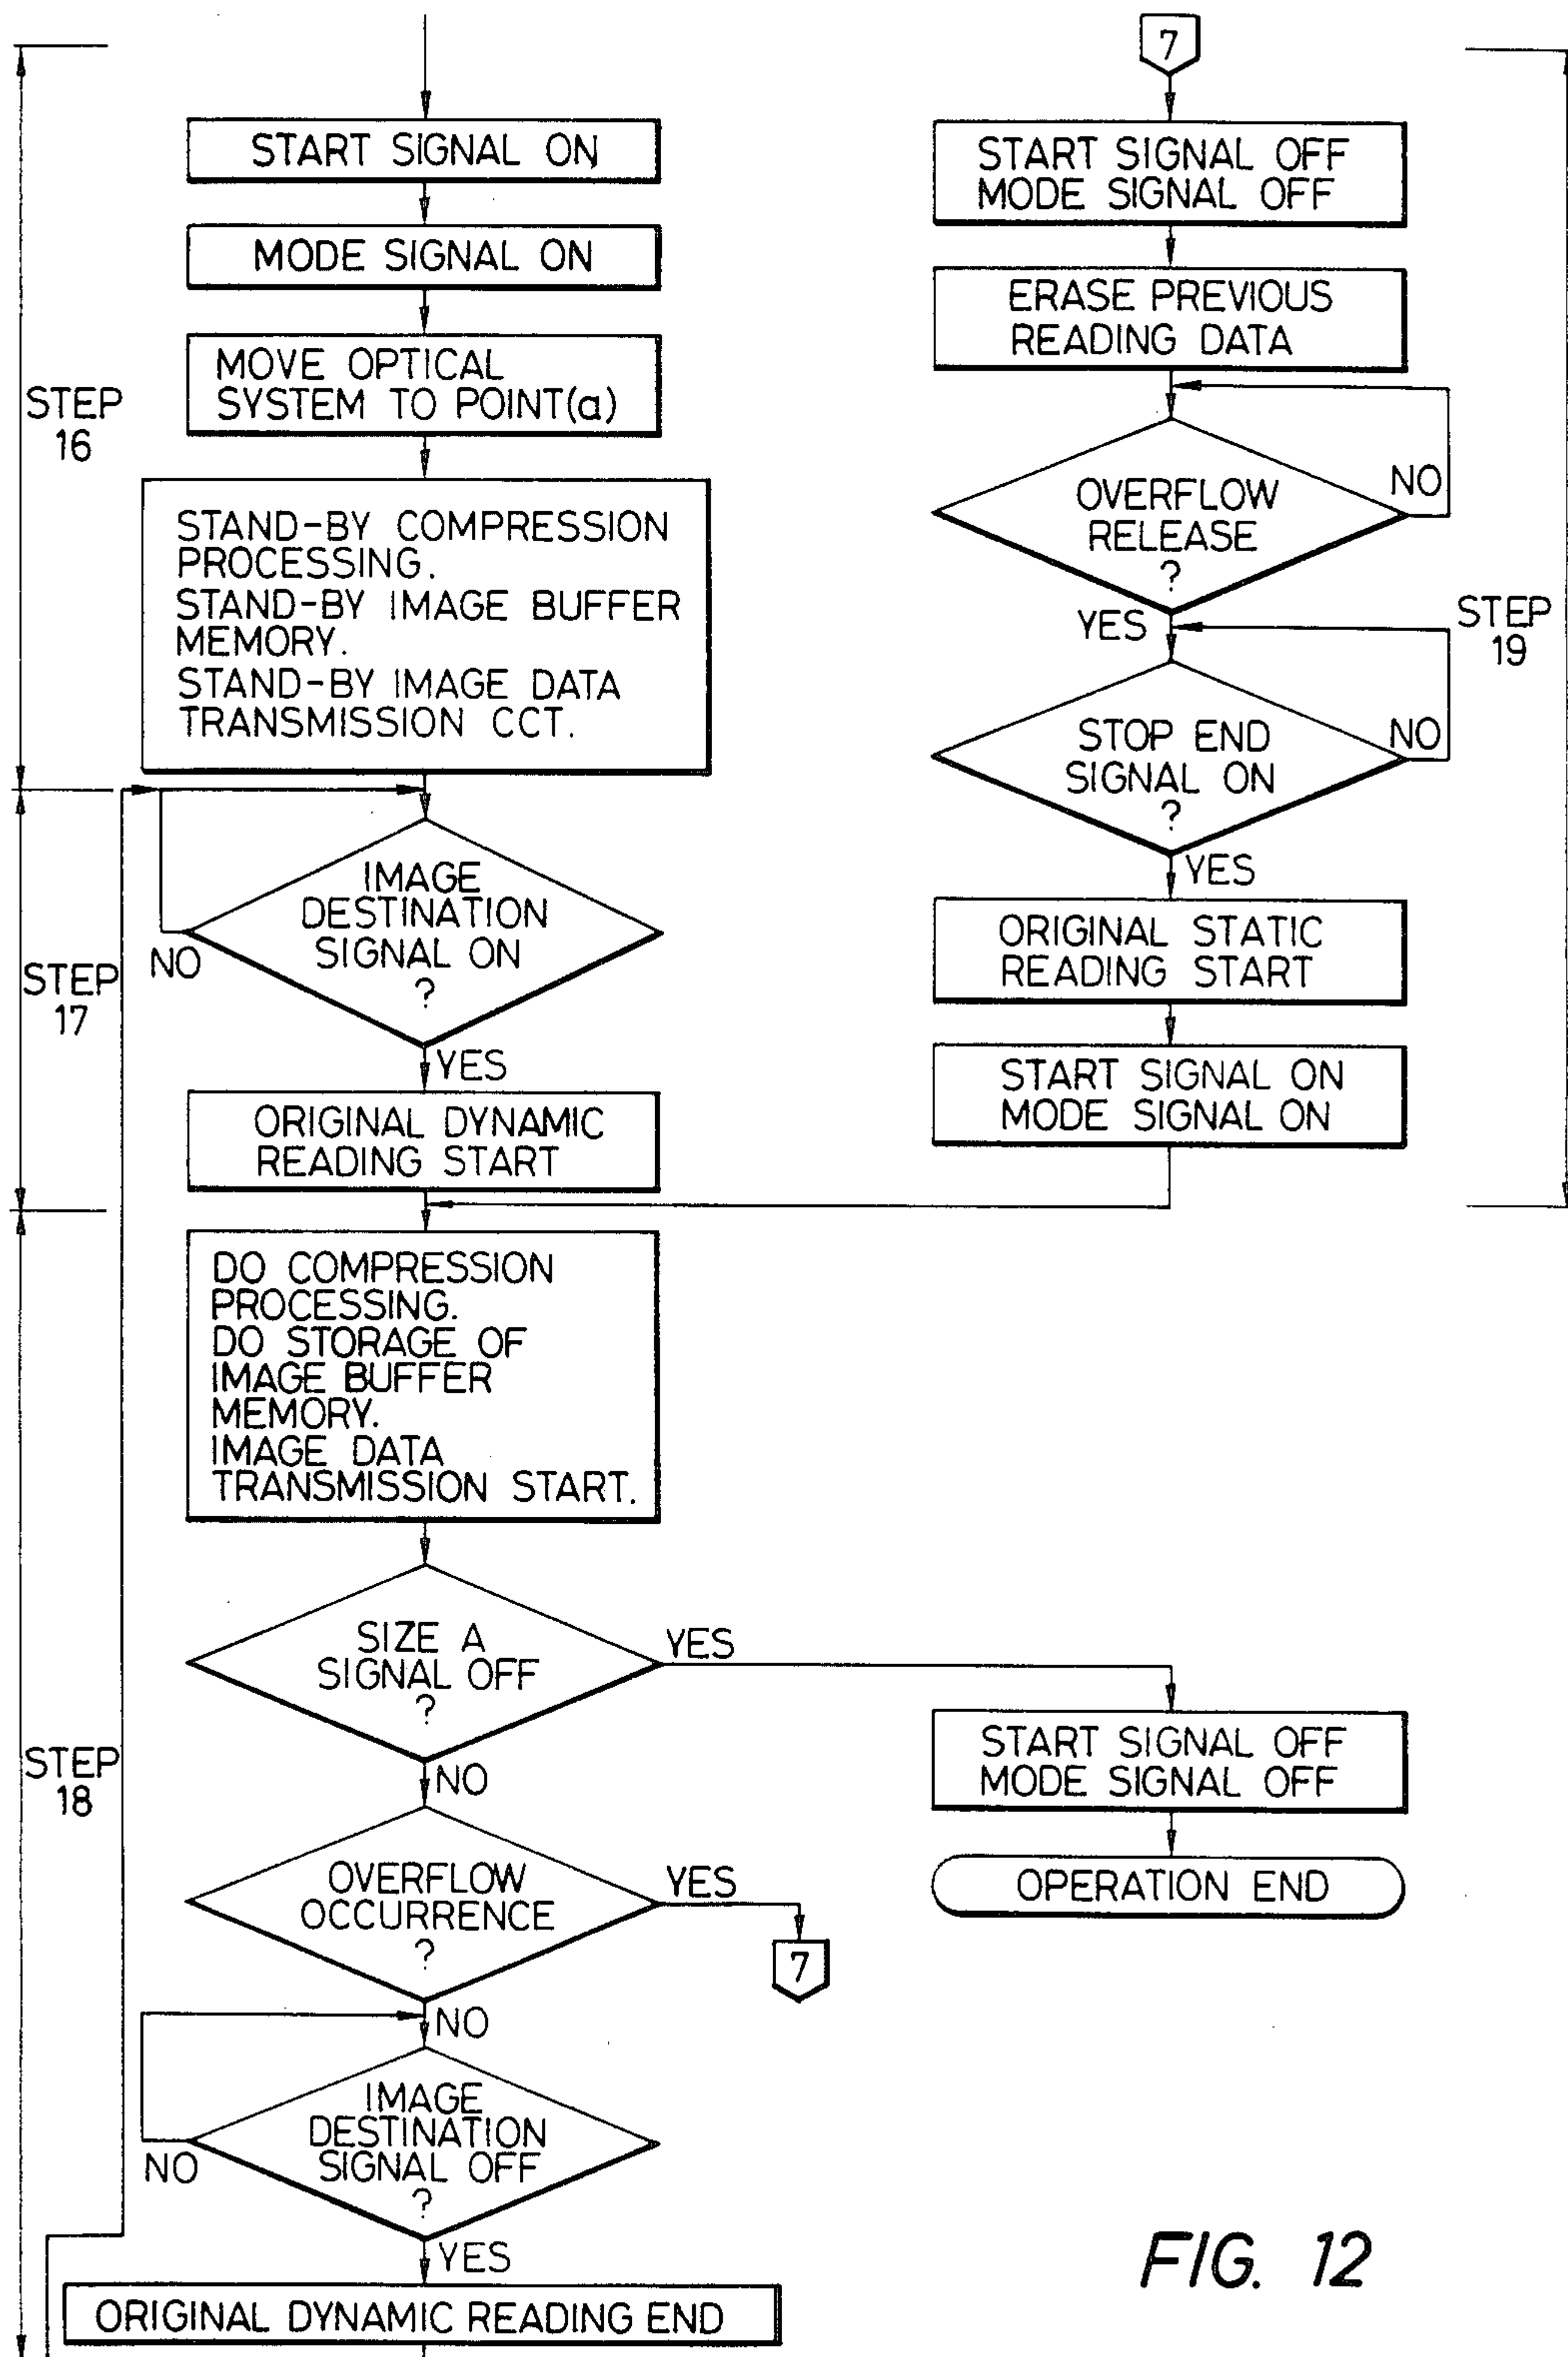 START SIGNAL ON
MODE SIGNAL ON
MOVE OPTICAL
SYSTEM TO POINT(a)
STEP
16
STAND-BY COMPRESSION
PROCESSING.
STAND-BY IMAGE BUFFER
MEMORY.
STAND-BY IMAGE DATA
TRANSMISSION CCT.
IMAGE
DESTINATION
SIGNAL ON
?
NO
STEP
17
YES
ORIGINAL DYNAMIC
READING START
DO COMPRESSION
PROCESSING.
DO STORAGE OF
IMAGE BUFFER
MEMORY.
IMAGE DATA
TRANSMISSION START.
SIZE A
SIGNAL OFF
?
YES
NO
STEP
18
OVERFLOW
OCCURRENCE
?
YES
7
NO
IMAGE
DESTINATION
SIGNAL OFF
?
NO
YES
ORIGINAL DYNAMIC READING END
7
START SIGNAL OFF
MODE SIGNAL OFF
ERASE PREVIOUS
READING DATA
OVERFLOW
RELEASE
?
NO
YES
STEP
19
STOP END
SIGNAL ON
?
NO
YES
ORIGINAL STATIC
READING START
START SIGNAL ON
MODE SIGNAL ON
START SIGNAL OFF
MODE SIGNAL OFF
OPERATION END
FIG. 12